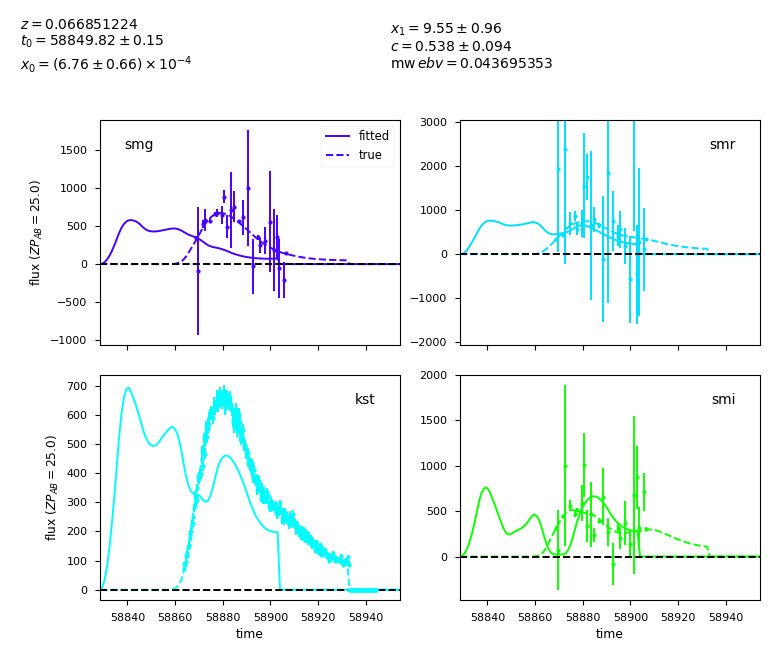 z = 0.066851224
t₀ = 58849.82 ± 0.15
x₀ = (6.76 ± 0.66) × 10⁻⁴
x₁ = 9.55 ± 0.96
c = 0.538 ± 0.094
mw ebv = 0.043695353
smg
fitted
true
1500
1000
500
0
−500
−1000
flux (ZP_AB = 25.0)
smr
3000
2000
1000
0
−1000
−2000
kst
700
600
500
400
300
200
100
0
flux (ZP_AB = 25.0)
58840 58860 58880 58900 58920 58940
time
smi
2000
1500
1000
500
0
58840 58860 58880 58900 58920 58940
time